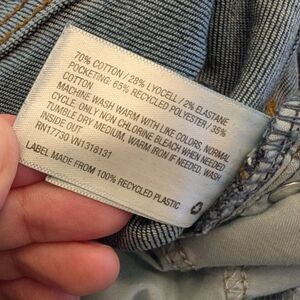 70% COTTON / 28% LYOCELL / 2% ELASTANE
POCKETING: 65% RECYCLED POLYESTER / 35%
COTTON
MACHINE WASH WARM WITH LIKE COLORS, NORMAL
CYCLE, ONLY NON CHLORINE BLEACH WHEN NEEDED
TUMBLE DRY MEDIUM, WARM IRON IF NEEDED, WASH
INSIDE OUT
RN17730 VN1318131
LABEL MADE FROM 100% RECYCLED PLASTIC